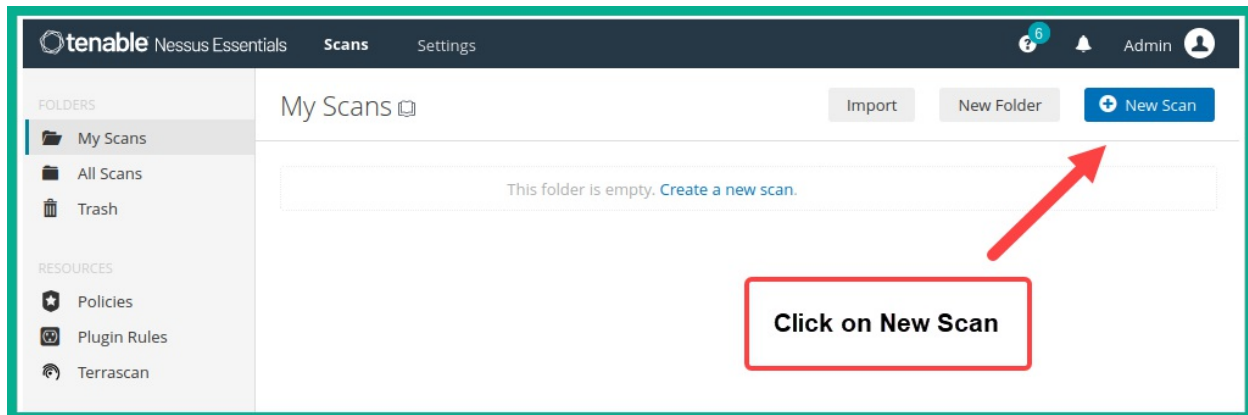 tenable Nessus Essentials Scans Settings 6 Admin
FOLDERS
My Scans
All Scans
Trash
RESOURCES
Policies
Plugin Rules
Terrascan
My Scans
Import New Folder New Scan
This folder is empty. Create a new scan.
Click on New Scan